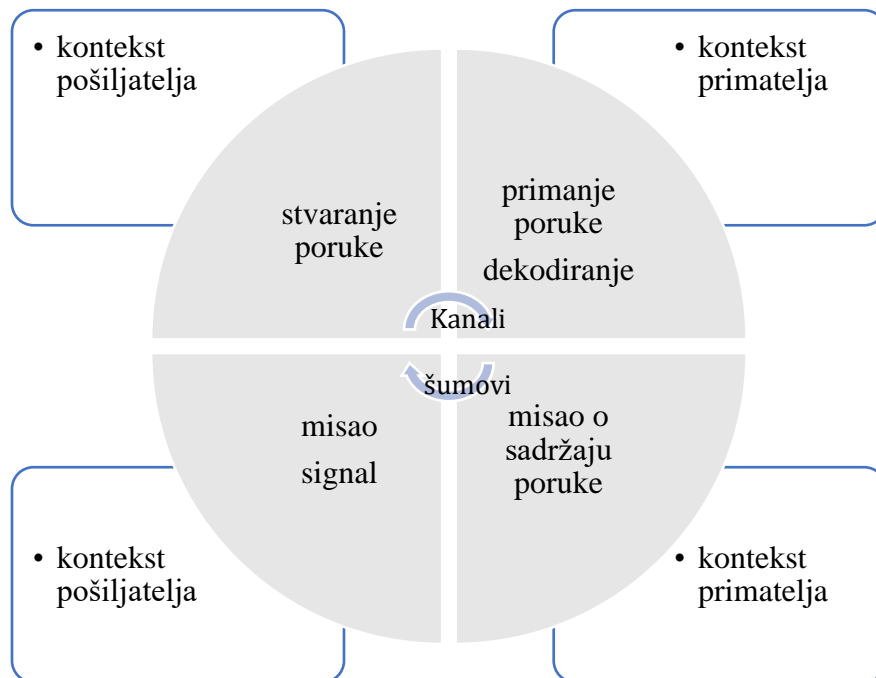 • kontekst
pošiljatelja
• kontekst
primatelja
stvaranje
poruke
primanje
poruke
dekodiranje
Kanali
šumovi
misao
signal
misao o
sadržaju
poruke
• kontekst
pošiljatelja
• kontekst
primatelja